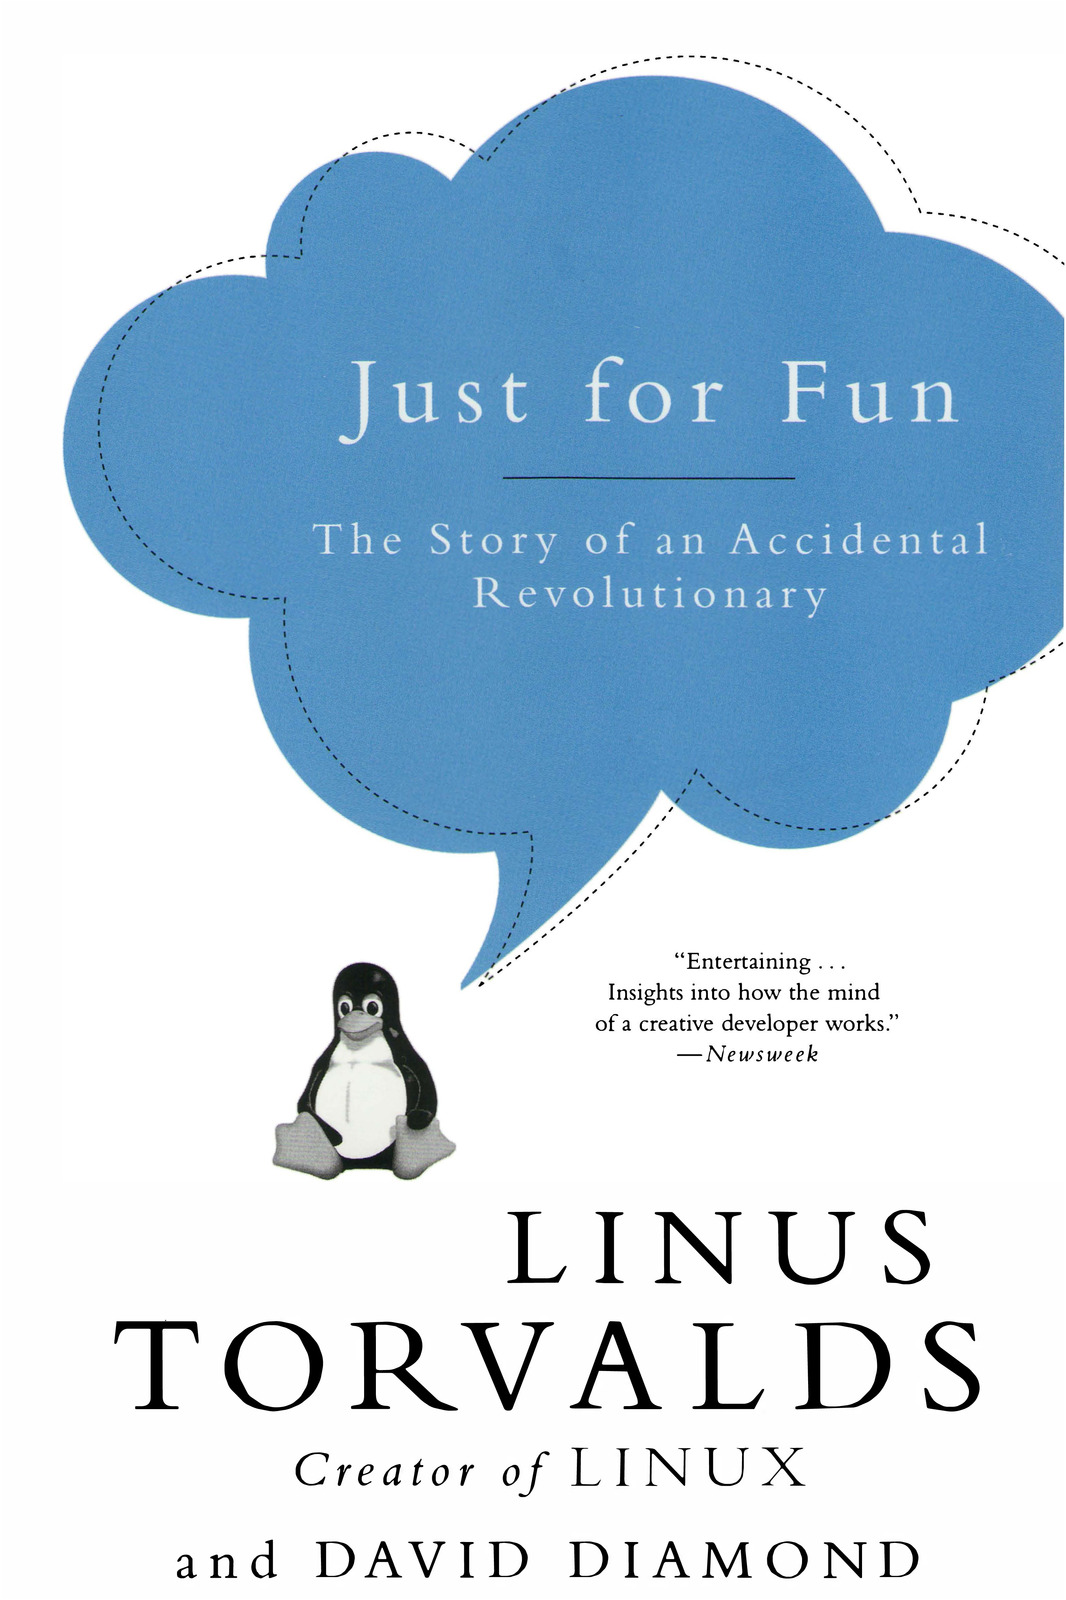 Just for Fun
The Story of an Accidental
Revolutionary
“Entertaining . . .
Insights into how the mind
of a creative developer works.”
—Newsweek
LINUS
TORVALDS
Creator of LINUX
and DAVID DIAMOND